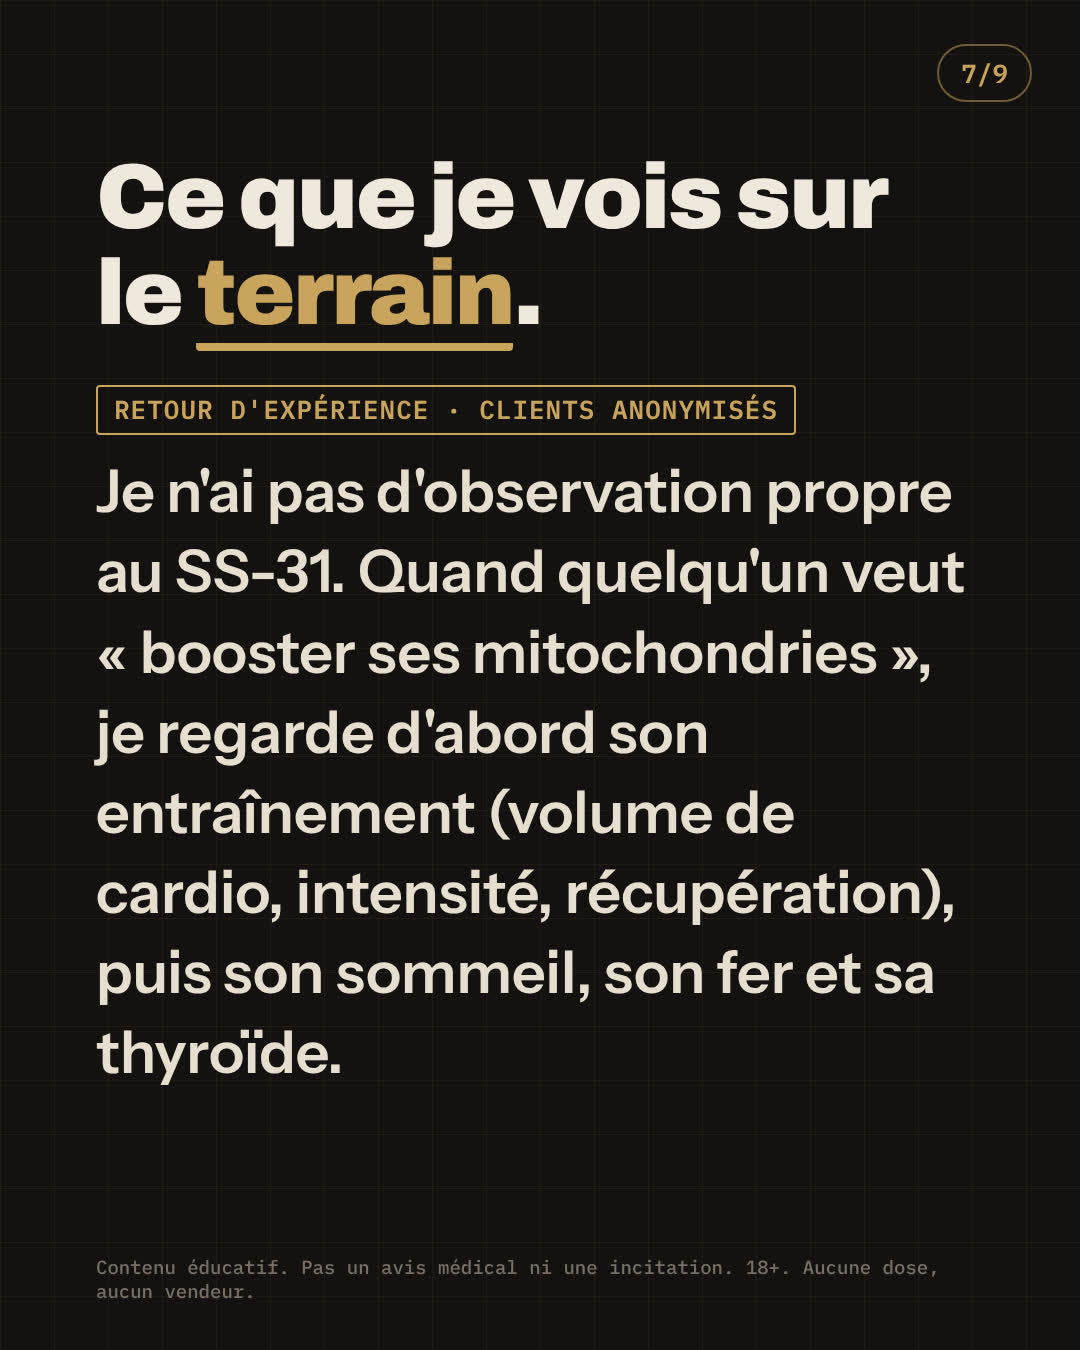 7/9
Ce que je vois sur
le terrain.
RETOUR D'EXPÉRIENCE · CLIENTS ANONYMISÉS
Je n'ai pas d'observation propre
au SS-31. Quand quelqu'un veut
« booster ses mitochondries »,
je regarde d'abord son
entraînement (volume de
cardio, intensité, récupération),
puis son sommeil, son fer et sa
thyroïde.
Contenu éducatif. Pas un avis médical ni une incitation. 18+. Aucune dose,
aucun vendeur.